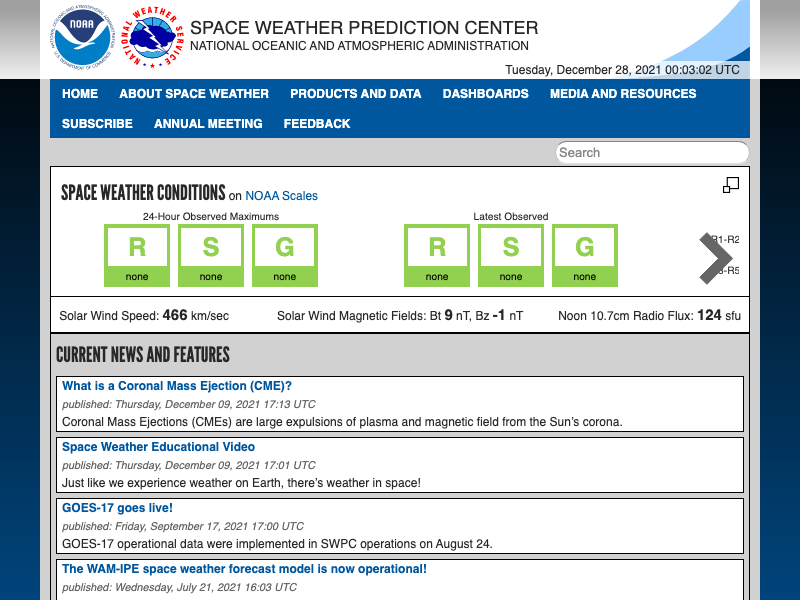 NOAA
NATIONAL WEATHER SERVICE
SPACE WEATHER PREDICTION CENTER
NATIONAL OCEANIC AND ATMOSPHERIC ADMINISTRATION
Tuesday, December 28, 2021 00:03:02 UTC
HOME ABOUT SPACE WEATHER PRODUCTS AND DATA DASHBOARDS MEDIA AND RESOURCES
SUBSCRIBE ANNUAL MEETING FEEDBACK
Search
SPACE WEATHER CONDITIONS on NOAA Scales
24-Hour Observed Maximums Latest Observed
R S G R S G
R1-R2
none none none none none none
Solar Wind Speed: 466 km/sec Solar Wind Magnetic Fields: Bt 9 nT, Bz -1 nT Noon 10.7cm Radio Flux: 124 sfu
CURRENT NEWS AND FEATURES
What is a Coronal Mass Ejection (CME)?
published: Thursday, December 09, 2021 17:13 UTC
Coronal Mass Ejections (CMEs) are large expulsions of plasma and magnetic field from the Sun's corona.
Space Weather Educational Video
published: Thursday, December 09, 2021 17:01 UTC
Just like we experience weather on Earth, there's weather in space!
GOES-17 goes live!
published: Friday, September 17, 2021 17:00 UTC
GOES-17 operational data were implemented in SWPC operations on August 24.
The WAM-IPE space weather forecast model is now operational!
published: Wednesday, July 21, 2021 16:03 UTC